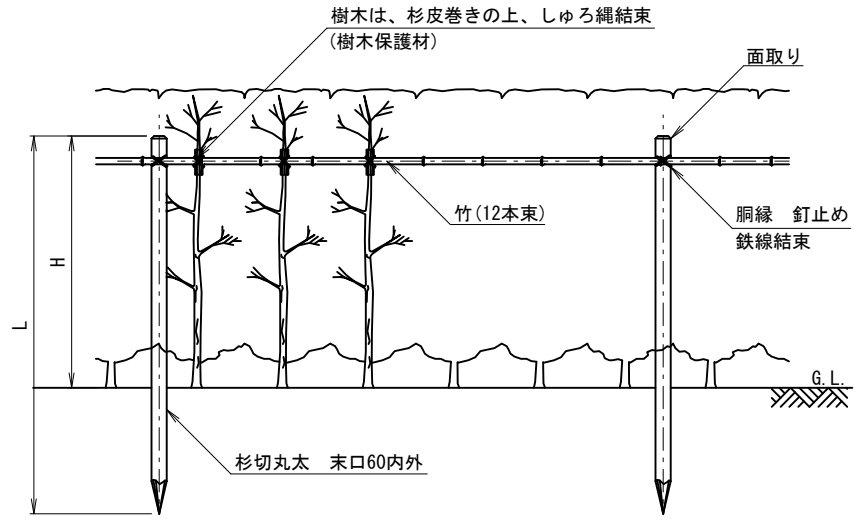 樹木は、杉皮巻きの上、しゅろ縄結束
(樹木保護材)
面取り
竹(12本束)
胴縁 釘止め
鉄線結束
H
L
G.L.
杉切丸太 末口60内外